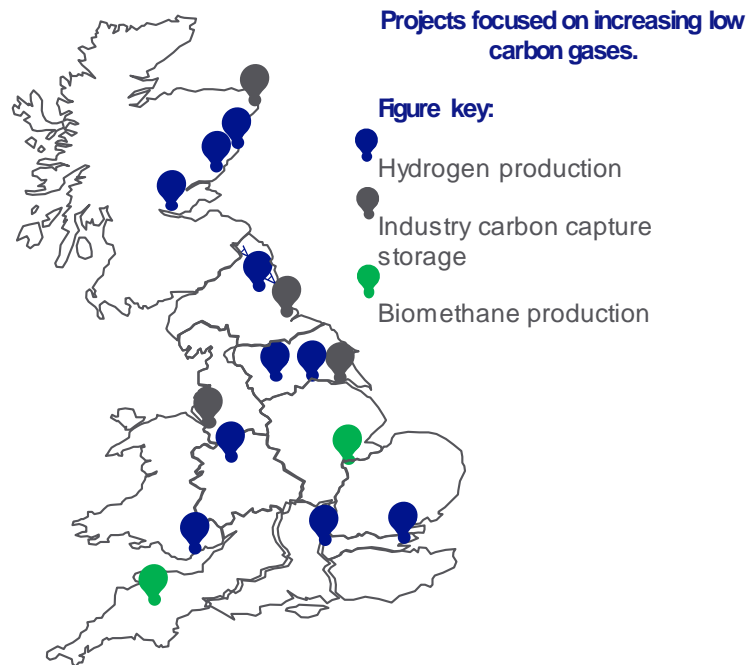 Projects focused on increasing low
carbon gases.
Figure key:
Hydrogen production
Industry carbon capture
storage
Biomethane production